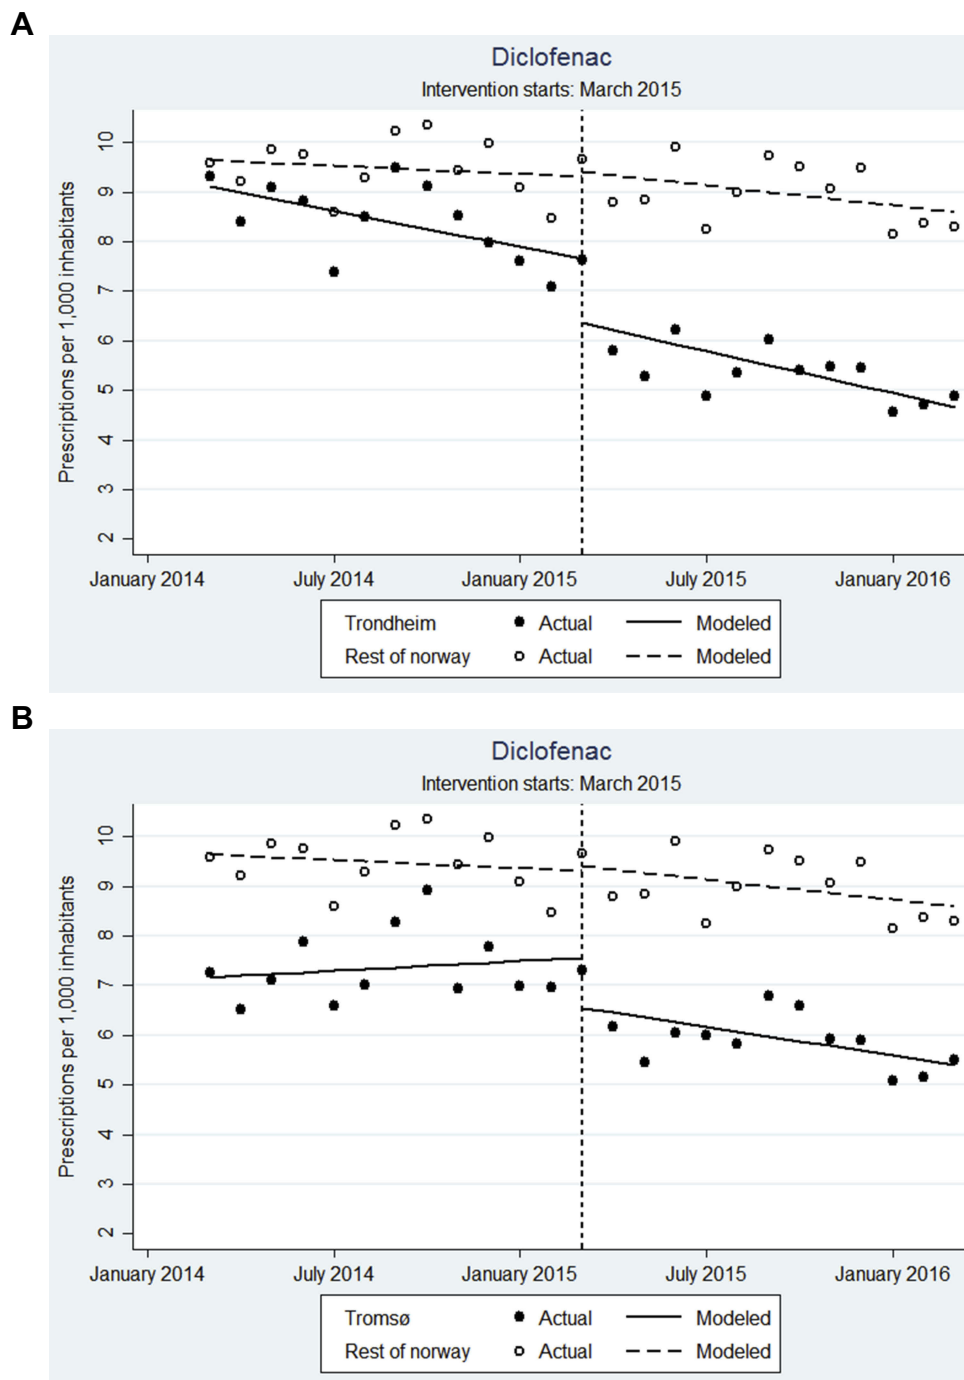 A
Diclofenac
Intervention starts: March 2015
Prescriptions per 1,000 inhabitants
10
9
8
7
6
5
4
3
2
January 2014 July 2014 January 2015 July 2015 January 2016
Trondheim Actual Modeled
Rest of norway Actual Modeled
B
Diclofenac
Intervention starts: March 2015
Prescriptions per 1,000 inhabitants
10
9
8
7
6
5
4
3
2
January 2014 July 2014 January 2015 July 2015 January 2016
Tromsø Actual Modeled
Rest of norway Actual Modeled